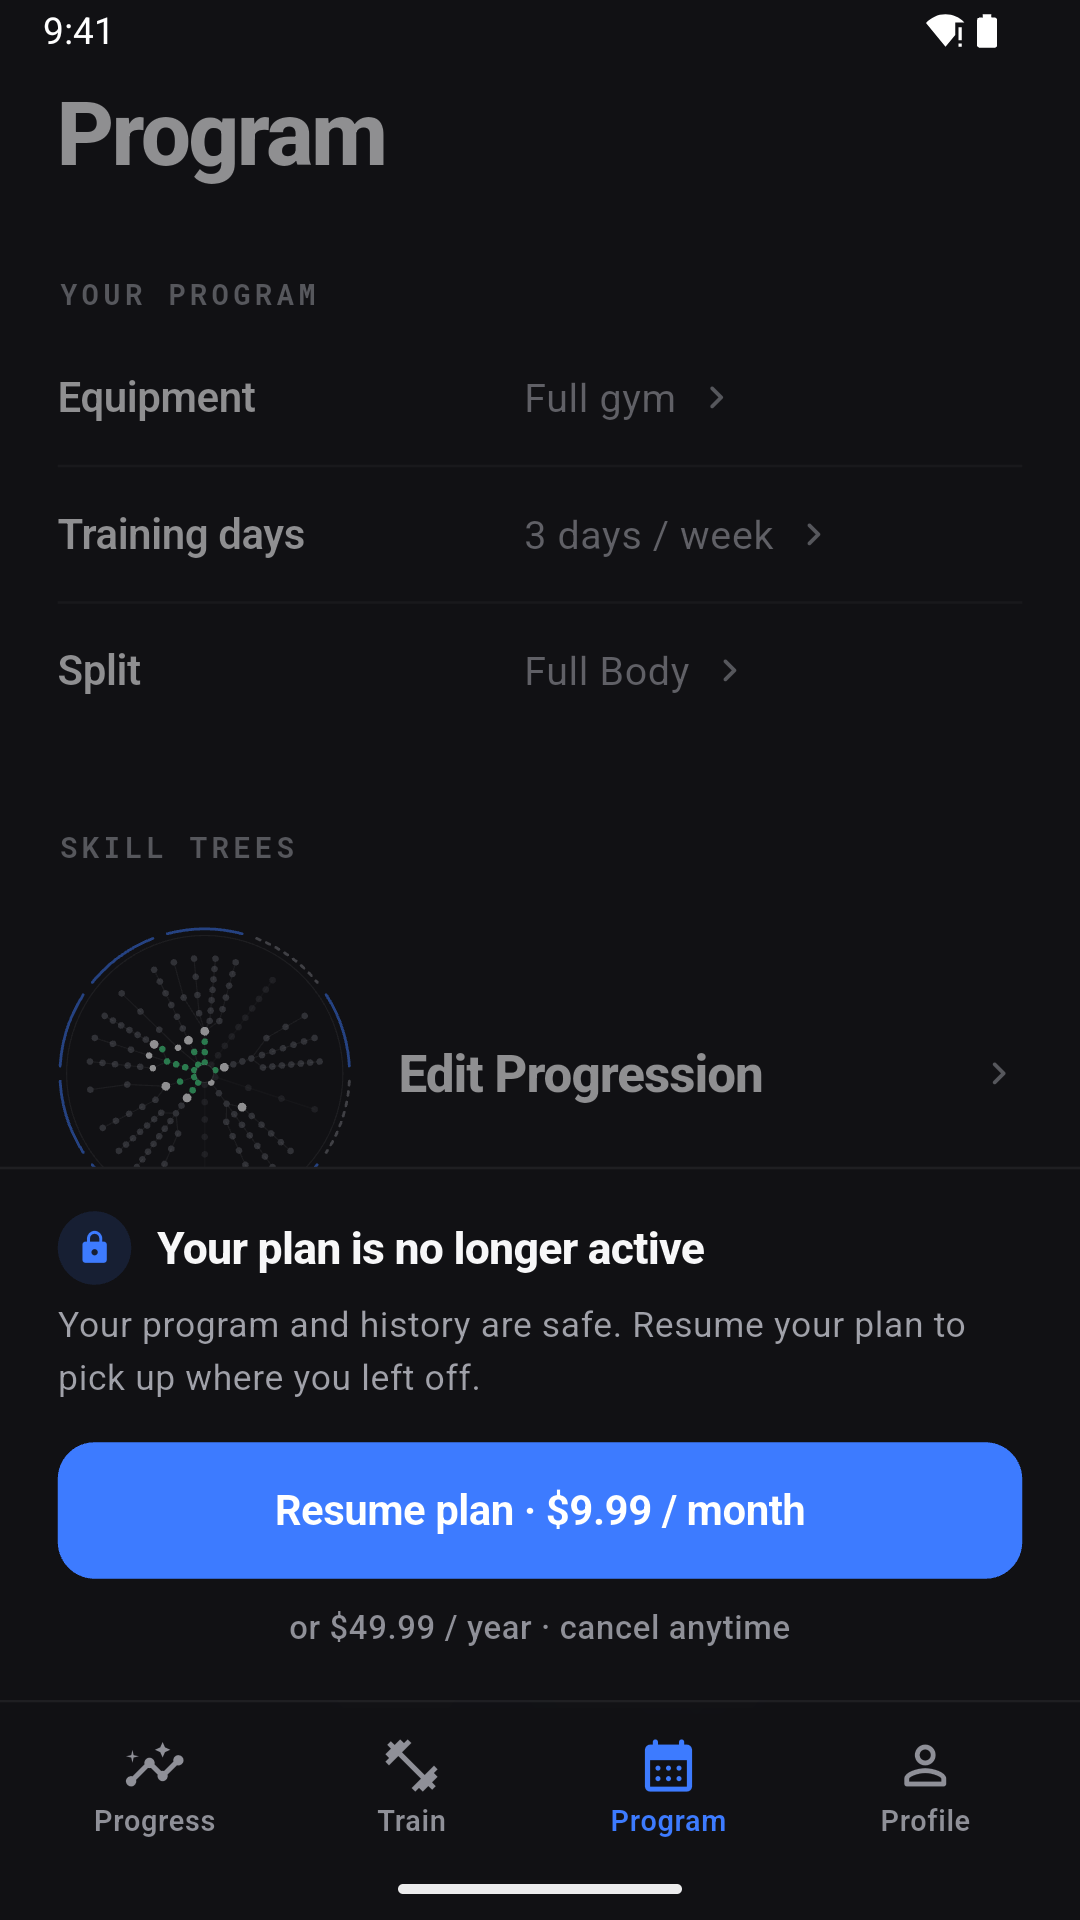 9:41
Program
YOUR PROGRAM
Equipment Full gym
Training days 3 days / week
Split Full Body
SKILL TREES
Edit Progression
Your plan is no longer active
Your program and history are safe. Resume your plan to
pick up where you left off.
Resume plan · $9.99 / month
or $49.99 / year · cancel anytime
Progress Train Program Profile